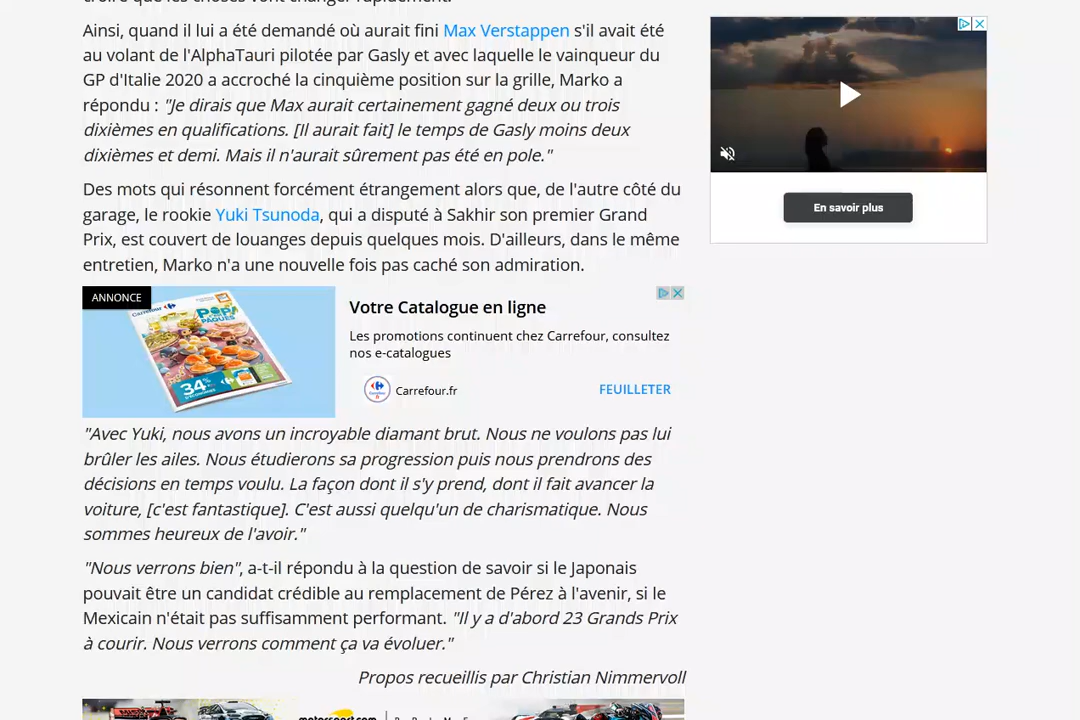 croire que les choses vont changer rapidement.
Ainsi, quand il lui a été demandé où aurait fini Max Verstappen s'il avait été
au volant de l'AlphaTauri pilotée par Gasly et avec laquelle le vainqueur du
GP d'Italie 2020 a accroché la cinquième position sur la grille, Marko a
répondu : "Je dirais que Max aurait certainement gagné deux ou trois
dixièmes en qualifications. [Il aurait fait] le temps de Gasly moins deux
dixièmes et demi. Mais il n'aurait sûrement pas été en pole."
Des mots qui résonnent forcément étrangement alors que, de l'autre côté du
garage, le rookie Yuki Tsunoda, qui a disputé à Sakhir son premier Grand
Prix, est couvert de louanges depuis quelques mois. D'ailleurs, dans le même
entretien, Marko n'a une nouvelle fois pas caché son admiration.
ANNONCE
Carrefour
34%
Votre Catalogue en ligne
Les promotions continuent chez Carrefour, consultez
nos e-catalogues
Carrefour.fr
FEUILLETER
"Avec Yuki, nous avons un incroyable diamant brut. Nous ne voulons pas lui
brûler les ailes. Nous étudierons sa progression puis nous prendrons des
décisions en temps voulu. La façon dont il s'y prend, dont il fait avancer la
voiture, [c'est fantastique]. C'est aussi quelqu'un de charismatique. Nous
sommes heureux de l'avoir."
"Nous verrons bien", a-t-il répondu à la question de savoir si le Japonais
pouvait être un candidat crédible au remplacement de Pérez à l'avenir, si le
Mexicain n'était pas suffisamment performant. "Il y a d'abord 23 Grands Prix
à courir. Nous verrons comment ça va évoluer."
Propos recueillis par Christian Nimmervoll
motorsport.com
En savoir plus